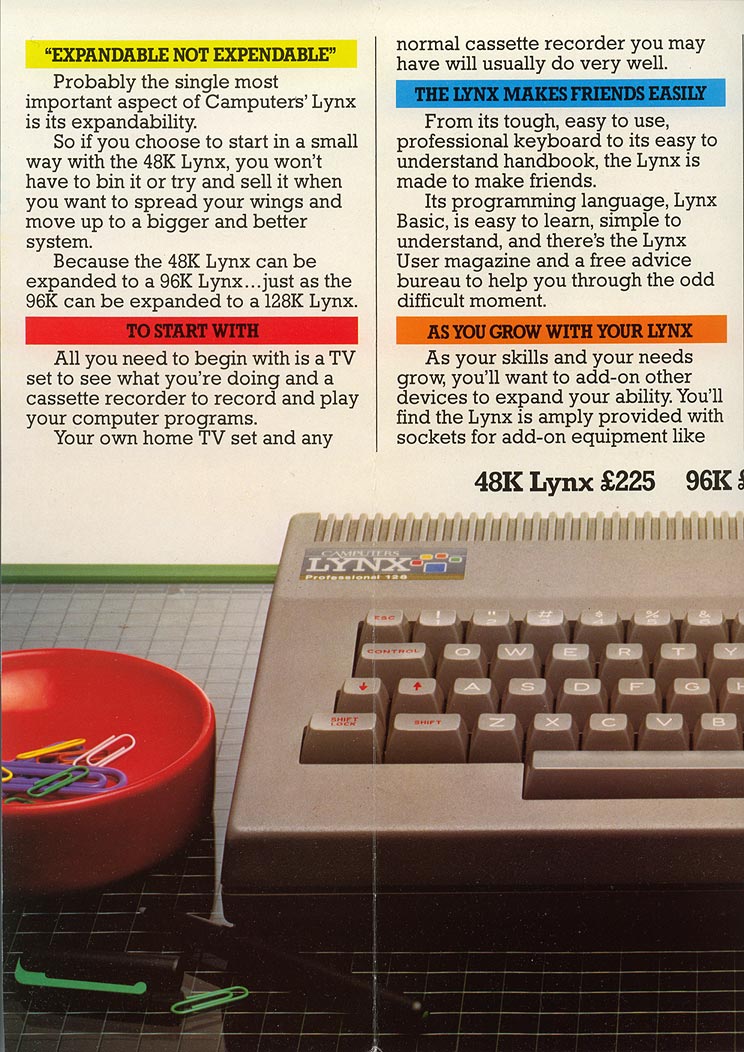 “EXPANDABLE NOT EXPENDABLE”
Probably the single most
important aspect of Camputers’ Lynx
is its expandability.
So if you choose to start in a small
way with the 48K Lynx, you won’t
have to bin it or try and sell it when
you want to spread your wings and
move up to a bigger and better
system.
Because the 48K Lynx can be
expanded to a 96K Lynx...just as the
96K can be expanded to a 128K Lynx.
TO START WITH
All you need to begin with is a TV
set to see what you’re doing and a
cassette recorder to record and play
your computer programs.
Your own home TV set and any
normal cassette recorder you may
have will usually do very well.
THE LYNX MAKES FRIENDS EASILY
From its tough, easy to use,
professional keyboard to its easy to
understand handbook, the Lynx is
made to make friends.
Its programming language, Lynx
Basic, is easy to learn, simple to
understand, and there’s the Lynx
User magazine and a free advice
bureau to help you through the odd
difficult moment.
AS YOU GROW WITH YOUR LYNX
As your skills and your needs
grow, you’ll want to add-on other
devices to expand your ability. You’ll
find the Lynx is amply provided with
sockets for add-on equipment like
48K Lynx £225 96K £
CAMPUTERS
LYNX
Professional 128
ESC ! 1 " 2 # 3 $ 4 % 5 & 6
CONTROL Q W E R T Y
↓ ↑ A S D F G H
SHIFT LOCK SHIFT Z X C V B